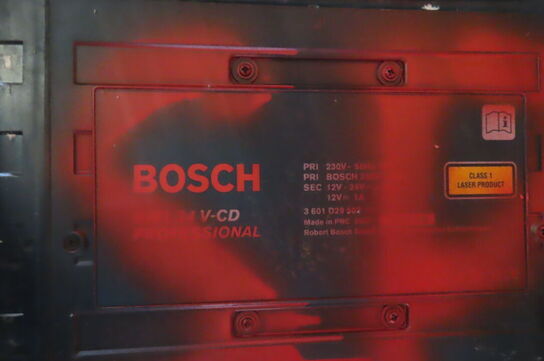 BOSCH
V-CD
PROFESSIONAL
PRI 230V~
PRI BOSCH
SEC 12V - 24V
12V 1A
3 601 D29
Made in PRC
Robert Bosch
CLASS 1
LASER PRODUCT